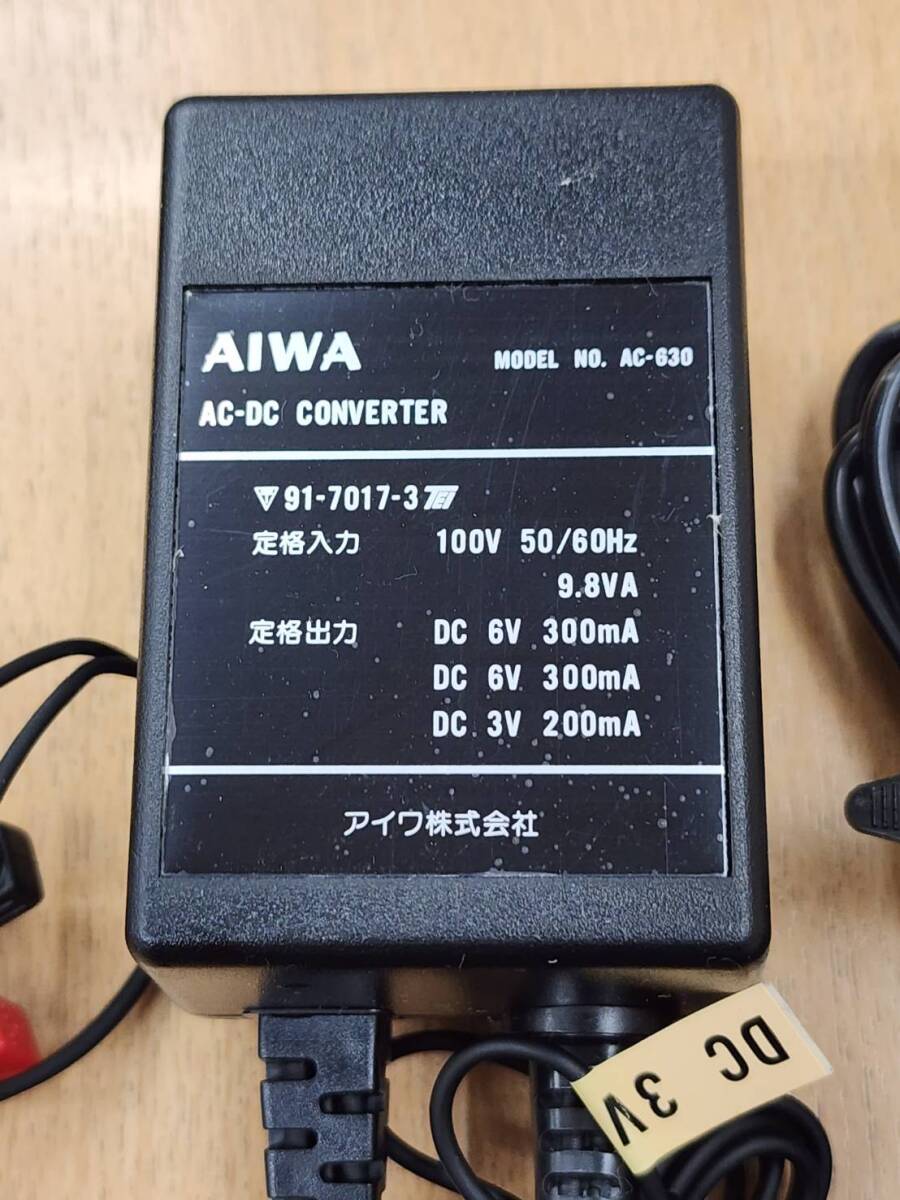 AIWA MODEL NO. AC-630
AC-DC CONVERTER
91-7017-3 TEI
定格入力 100V 50/60Hz
9.8VA
定格出力 DC 6V 300mA
DC 6V 300mA
DC 3V 200mA
アイワ株式会社
DC 3V